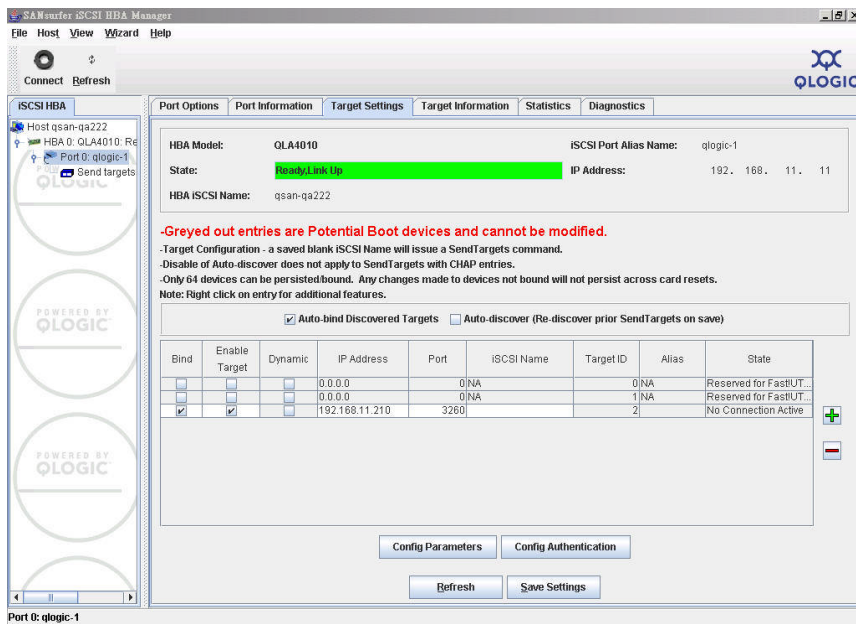 SANsurfer iSCSI HBA Manager
File Host View Wizard Help
Connect Refresh
QLOGIC
iSCSI HBA
Host qsan-qa222
HBA 0: QLA4010: Re
Port 0: qlogic-1
Send targets
POWERED BY
QLOGIC
POWERED BY
QLOGIC
Port Options Port Information Target Settings Target Information Statistics Diagnostics
HBA Model: QLA4010 iSCSI Port Alias Name: qlogic-1
State: Ready,Link Up IP Address: 192. 168. 11. 11
HBA iSCSI Name: qsan-qa222
-Greyed out entries are Potential Boot devices and cannot be modified.
-Target Configuration - a saved blank iSCSI Name will issue a SendTargets command.
-Disable of Auto-discover does not apply to SendTargets with CHAP entries.
-Only 64 devices can be persisted/bound. Any changes made to devices not bound will not persist across card resets.
Note: Right click on entry for additional features.
Auto-bind Discovered Targets Auto-discover (Re-discover prior SendTargets on save)
Bind Enable Target Dynamic IP Address Port iSCSI Name Target ID Alias State
0.0.0.0 0 NA 0 NA Reserved for Fast!UT...
0.0.0.0 0 NA 1 NA Reserved for Fast!UT...
192.168.11.210 3260 2 No Connection Active
Config Parameters Config Authentication
Refresh Save Settings
Port 0: qlogic-1